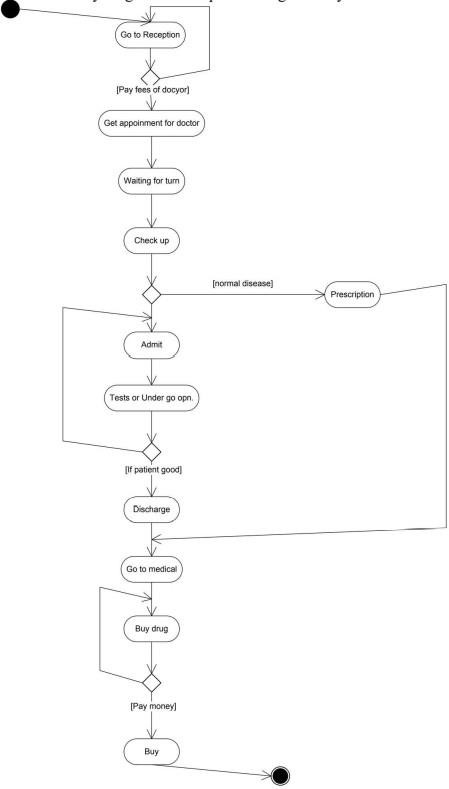 Go to Reception
[Pay fees of docyor]
Get appoinment for doctor
Waiting for turn
Check up
[normal disease]
Prescription
Admit
Tests or Under go opn.
[If patient good]
Discharge
Go to medical
Buy drug
[Pay money]
Buy